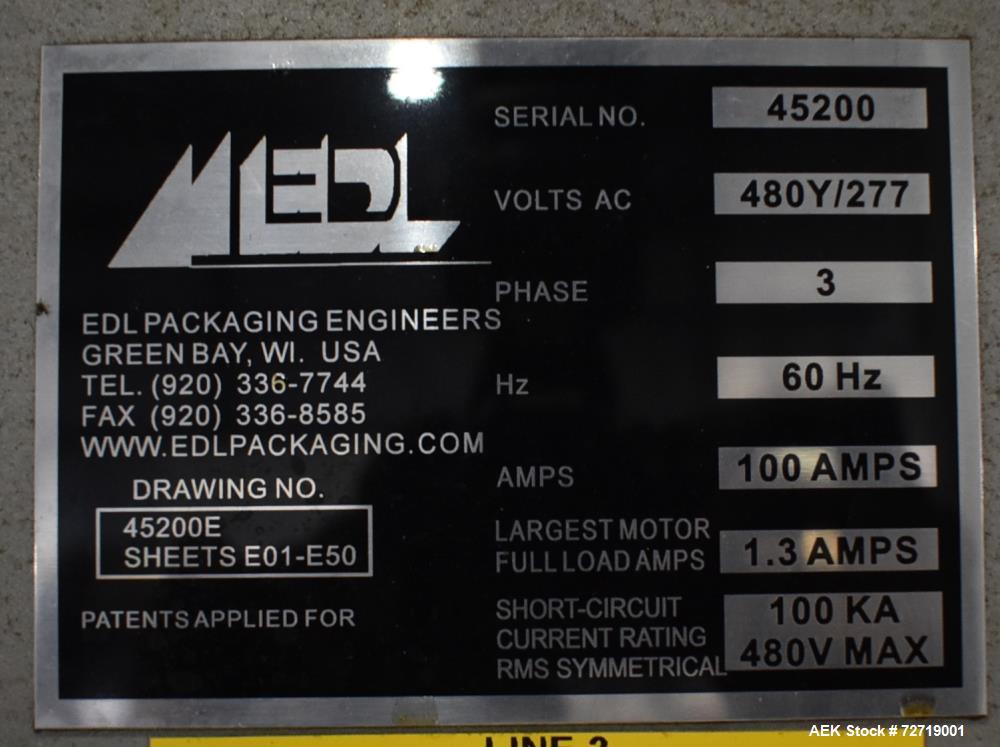 EDL
EDL PACKAGING ENGINEERS
GREEN BAY, WI. USA
TEL. (920) 336-7744
FAX (920) 336-8585
WWW.EDLPACKAGING.COM
DRAWING NO.
45200E
SHEETS E01-E50
PATENTS APPLIED FOR
SERIAL NO. 45200
VOLTS AC 480Y/277
PHASE 3
Hz 60 Hz
AMPS 100 AMPS
LARGEST MOTOR
FULL LOAD AMPS 1.3 AMPS
SHORT-CIRCUIT 100 KA
CURRENT RATING 480V MAX
RMS SYMMETRICAL
AEK Stock # 72719001